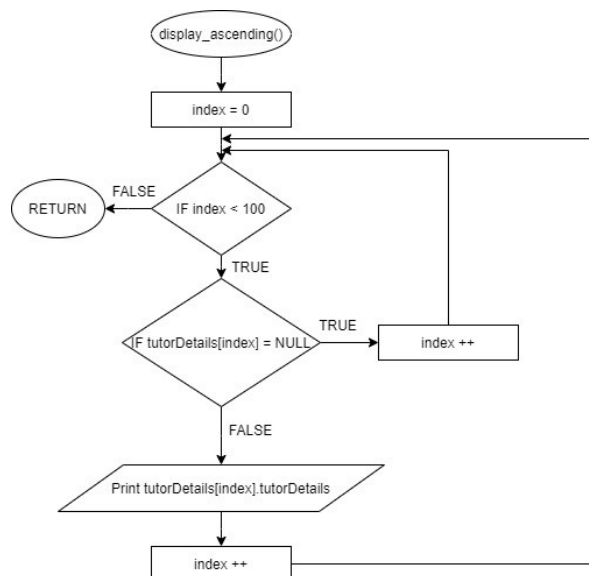 display_ascending()
index = 0
FALSE
RETURN
IF index < 100
TRUE
IF tutorDetails[index] = NULL
TRUE
index ++
FALSE
Print tutorDetails[index].tutorDetails
index ++